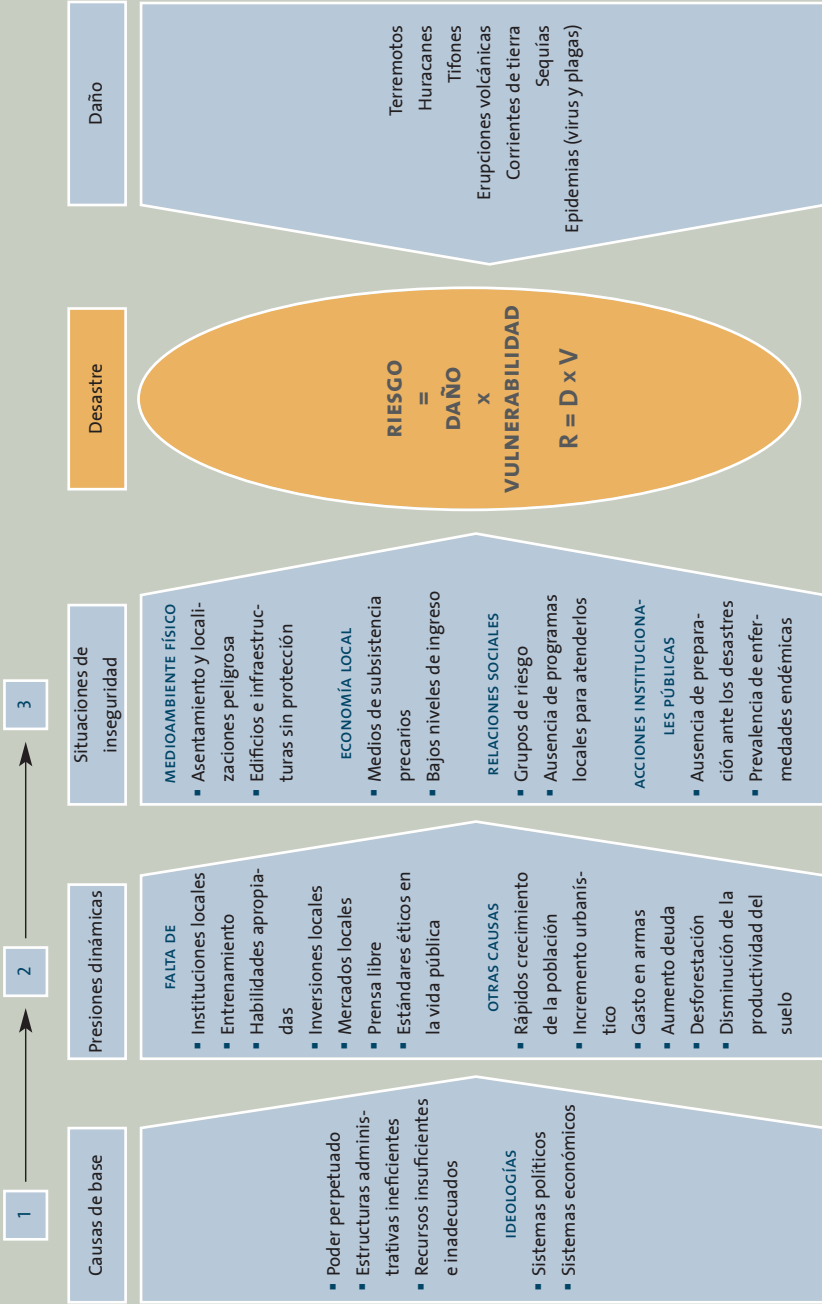 1
2
3
Causas de base
Poder perpetuado
Estructuras adminis-
trativas ineficientes
Recursos insuficientes
e inadecuados
IDEOLOGÍAS
Sistemas políticos
Sistemas económicos
Presiones dinámicas
FALTA DE
Instituciones locales
Entrenamiento
Habilidades apropia-
das
Inversiones locales
Mercados locales
Prensa libre
Estándares éticos en
la vida pública
OTRAS CAUSAS
Rápidos crecimiento
de la población
Incremento urbanís-
tico
Gasto en armas
Aumento deuda
Desforestación
Disminución de la
productividad del
suelo
Situaciones de
inseguridad
MEDIOAMBIENTE FÍSICO
Asentamiento y locali-
zaciones peligrosa
Edificios e infraestruc-
turas sin protección
ECONOMÍA LOCAL
Medios de subsistencia
precarios
Bajos niveles de ingreso
RELACIONES SOCIALES
Grupos de riesgo
Ausencia de programas
locales para atenderlos
ACCIONES INSTITUCIONA-
LES PÚBLICAS
Ausencia de prepara-
ción ante los desastres
Prevalencia de enfer-
medades endémicas
Desastre
RIESGO
=
DAÑO
x
VULNERABILIDAD
R = D x V
Daño
Terremotos
Huracanes
Tifones
Erupciones volcánicas
Corrientes de tierra
Sequías
Epidemias (virus y plagas)